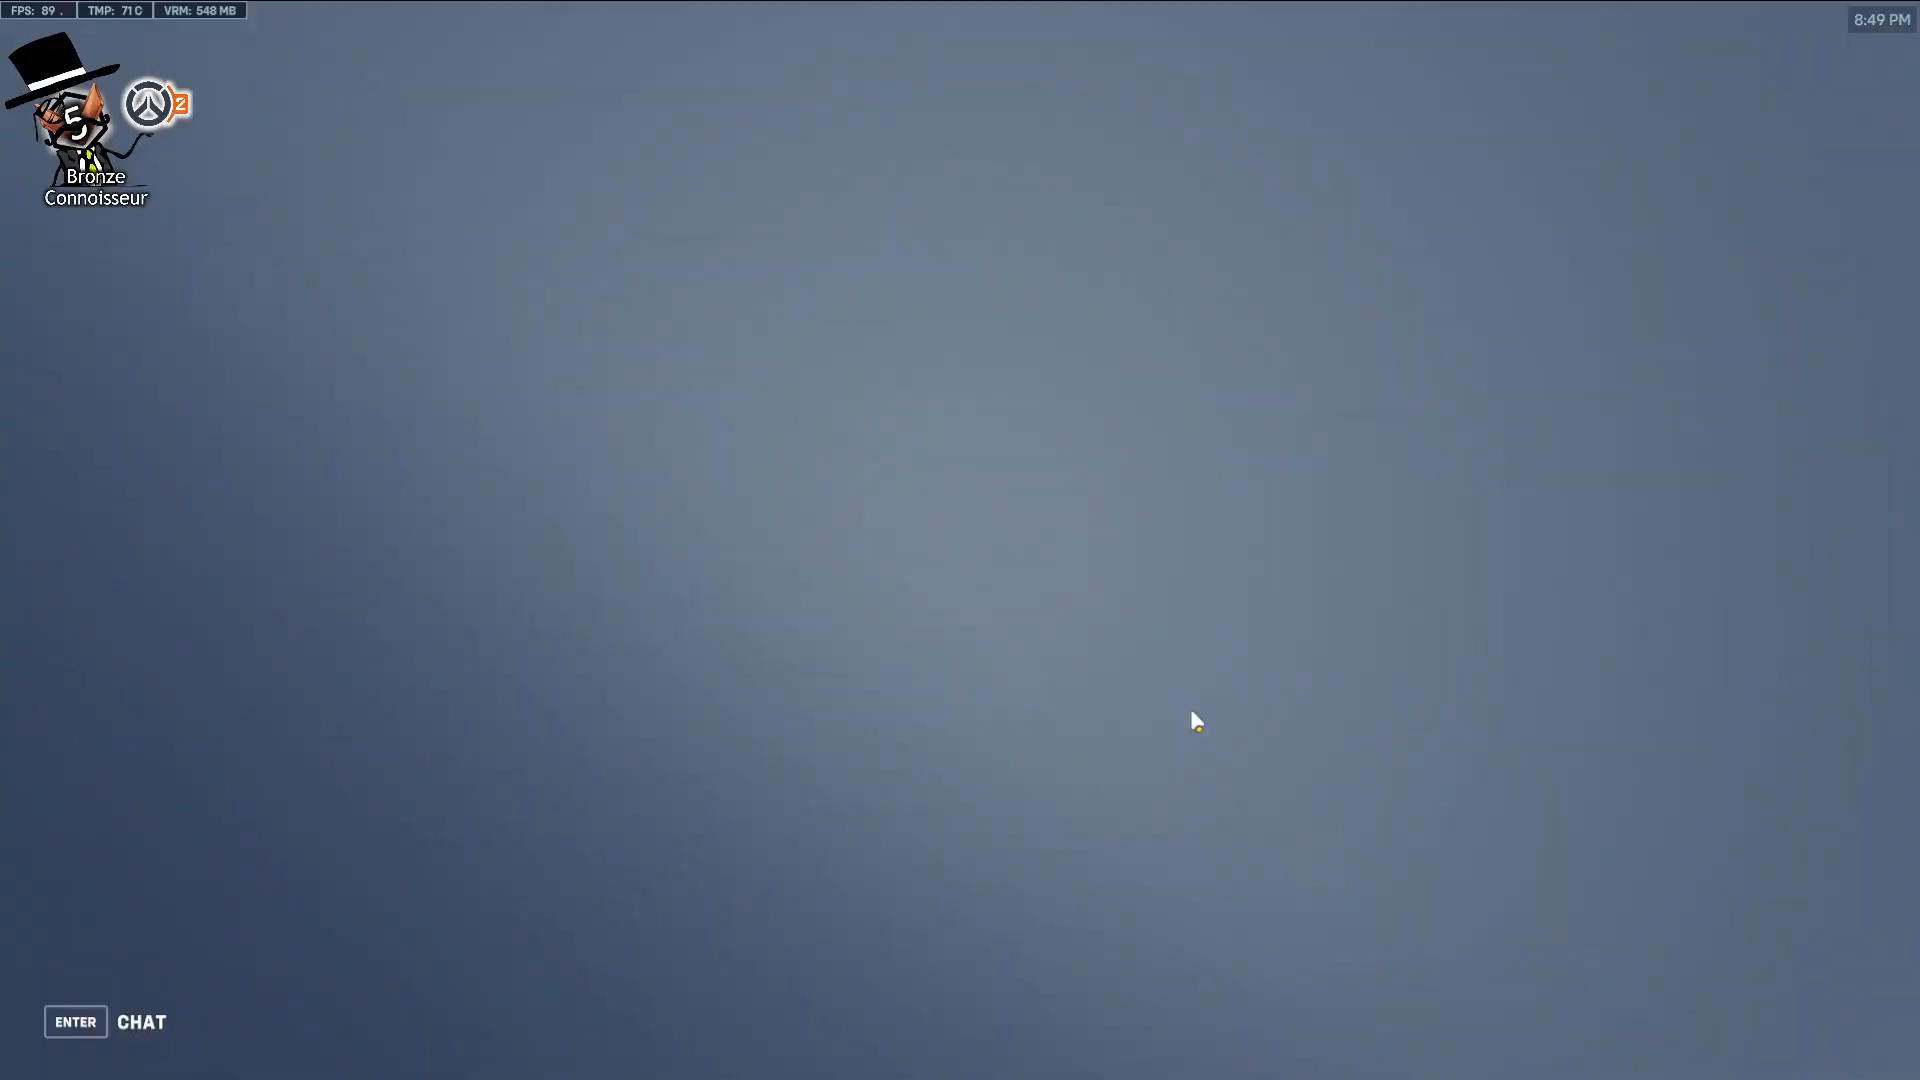 FPS: 89 . TMP: 71 C VRM: 548 MB
8:49 PM
2
5
Bronze
Connoisseur
ENTER CHAT